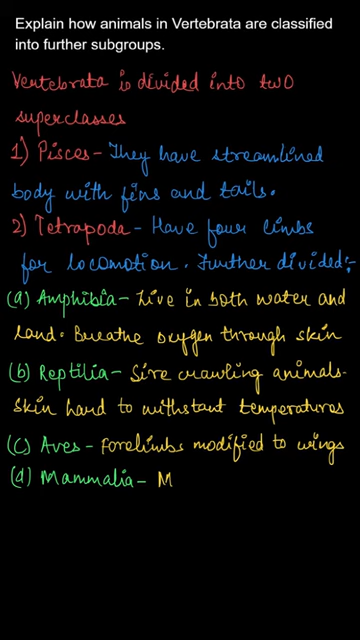 Explain how animals in Vertebrata are classified
into further subgroups.
Vertebrata is divided into two
superclasses
1) Pisces - They have streamlined
body with fins and tails.
2) Tetrapoda - Have four limbs
for locomotion. Further divided:-
(a) Amphibia - Live in both water and
land. Breathe oxygen through skin
(b) Reptilia - Sire crawling animals.
Skin hard to withstant temperatures
(c) Aves - Forelimbs modified to wings
(d) Mammalia - M